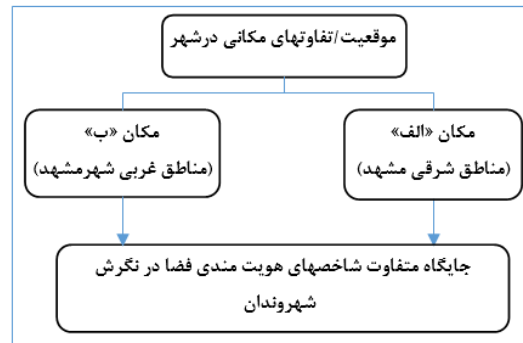 موقعیت/تفاوتهای مکانی درشهر
مکان «الف»
(مناطق شرقی مشهد)
مکان «ب»
(مناطق غربی شهرمشهد)
جایگاه متفاوت شاخصهای هویت مندی فضا در نگرش
شهروندان